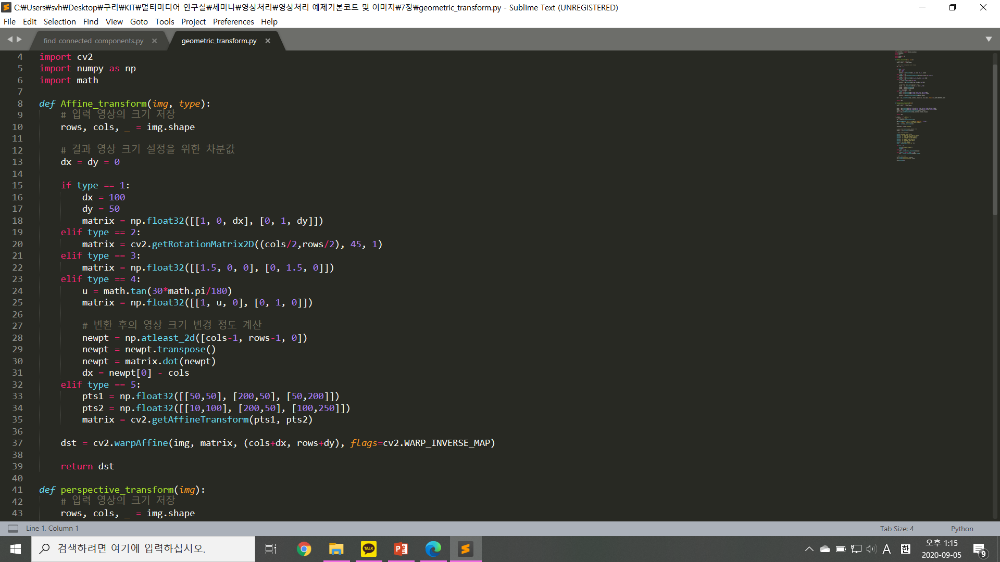 C:₩Users₩svh₩Desktop₩구리₩KIT₩멀티미디어 연구실₩세미나₩영상처리₩영상처리 예제기본코드 및 이미지₩7장₩geometric_transform.py - Sublime Text (UNREGISTERED)
File Edit Selection Find View Goto Tools Project Preferences Help
find_connected_components.py × geometric_transform.py ×
4 import cv2
5 import numpy as np
6 import math
7
8 def Affine_transform(img, type):
9     # 입력 영상의 크기 저장
10     rows, cols, _ = img.shape
11
12     # 결과 영상 크기 설정을 위한 차분값
13     dx = dy = 0
14
15     if type == 1:
16         dx = 100
17         dy = 50
18         matrix = np.float32([[1, 0, dx], [0, 1, dy]])
19     elif type == 2:
20         matrix = cv2.getRotationMatrix2D((cols/2,rows/2), 45, 1)
21     elif type == 3:
22         matrix = np.float32([[1.5, 0, 0], [0, 1.5, 0]])
23     elif type == 4:
24         u = math.tan(30*math.pi/180)
25         matrix = np.float32([[1, u, 0], [0, 1, 0]])
26
27         # 변환 후의 영상 크기 변경 정도 계산
28         newpt = np.atleast_2d([cols-1, rows-1, 0])
29         newpt = newpt.transpose()
30         newpt = matrix.dot(newpt)
31         dx = newpt[0] - cols
32     elif type == 5:
33         pts1 = np.float32([[50,50], [200,50], [50,200]])
34         pts2 = np.float32([[10,100], [200,50], [100,250]])
35         matrix = cv2.getAffineTransform(pts1, pts2)
36
37     dst = cv2.warpAffine(img, matrix, (cols+dx, rows+dy), flags=cv2.WARP_INVERSE_MAP)
38
39     return dst
40
41 def perspective_transform(img):
42     # 입력 영상의 크기 저장
43     rows, cols, _ = img.shape
Line 1, Column 1 Tab Size: 4 Python
검색하려면 여기에 입력하십시오. TALK A 한 오후 1:15
2020-09-05 9